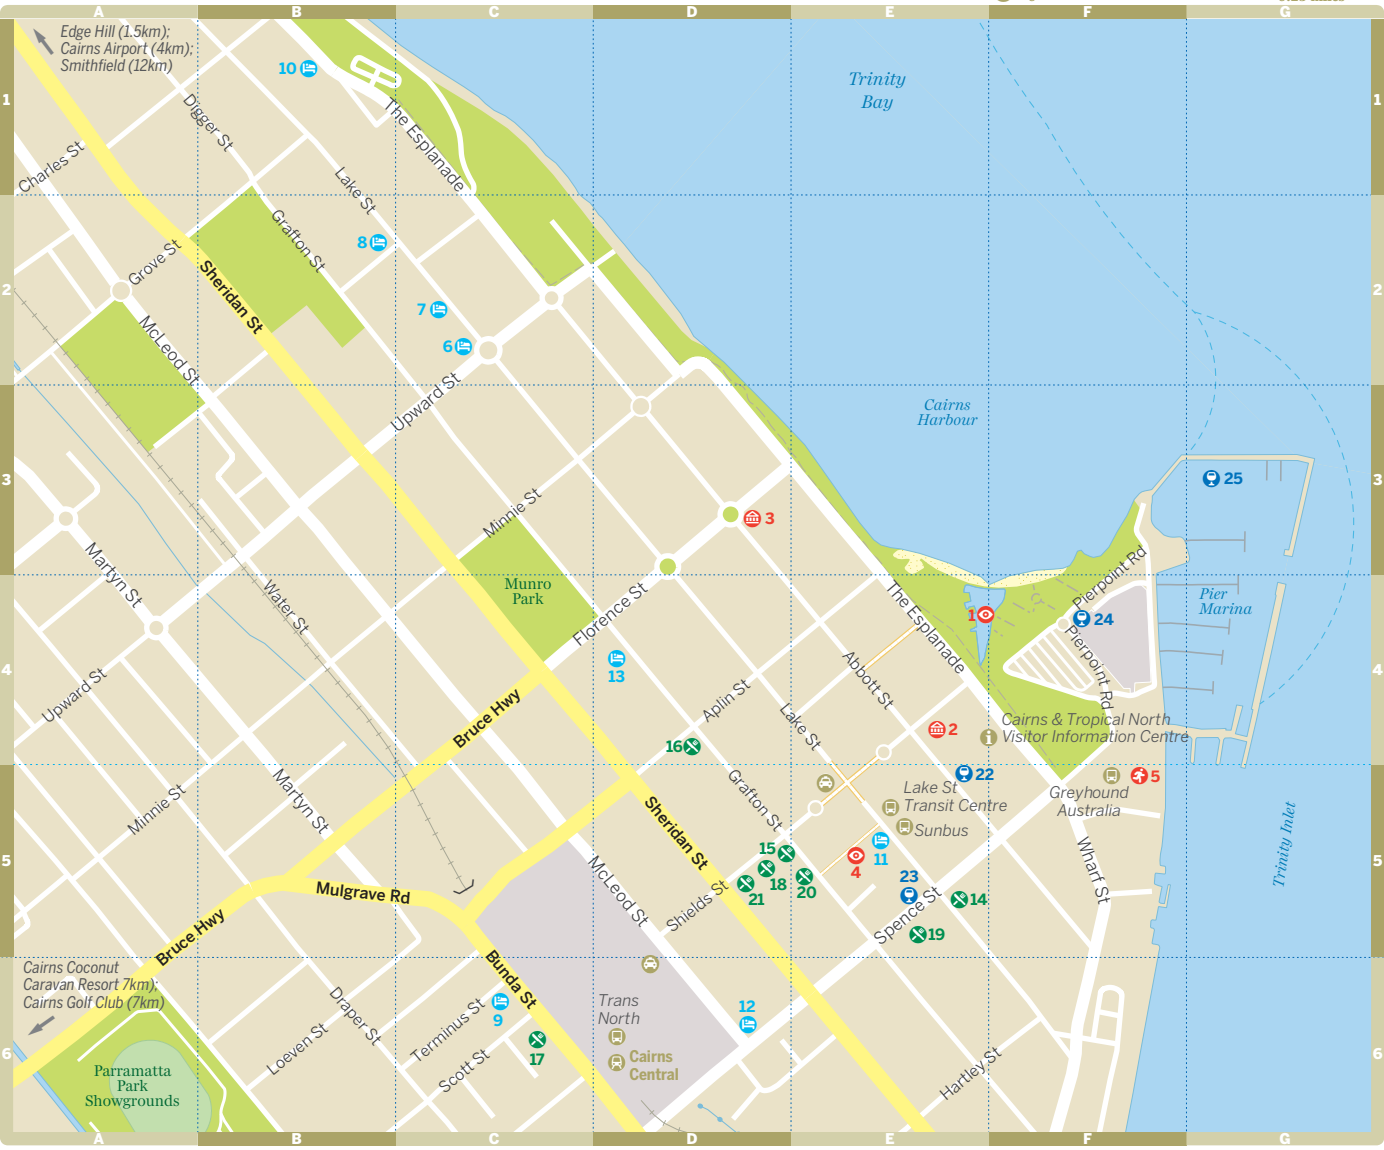 A B C D E F G
Edge Hill (1.5km);
Cairns Airport (4km);
Smithfield (12km)
10
Trinity
Bay
1
1
Digger St
The Esplanade
Charles St
Lake St
Grafton St
8
Grove St
Sheridan St
2
2
7
McLeod St
6
Upward St
Cairns
Harbour
3
3
25
Minnie St
3
Martyn St
Water St
Munro
Park
Florence St
The Esplanade
Pierpoint Rd
Pier
Marina
1
24
Pierpoint Rd
4
4
13
Abbott St
Upward St
Aplin St
Bruce Hwy
Lake St
2
Cairns & Tropical North
Visitor Information Centre
16
22
5
Grafton St
Lake St
Transit Centre
Greyhound
Australia
Martyn St
Minnie St
Sheridan St
Sunbus
Trinity Inlet
15
11
5
5
4
18
20
21
23
14
Wharf St
McLeod St
Mulgrave Rd
Shields St
Spence St
19
Bruce Hwy
Cairns Coconut
Caravan Resort 7km);
Cairns Golf Club (7km)
Bunda St
Draper St
Terminus St
9
Trans
North
12
Loeven St
17
Scott St
Cairns
Central
6
6
Hartley St
Parramatta
Park
Showgrounds
A B C D E F G